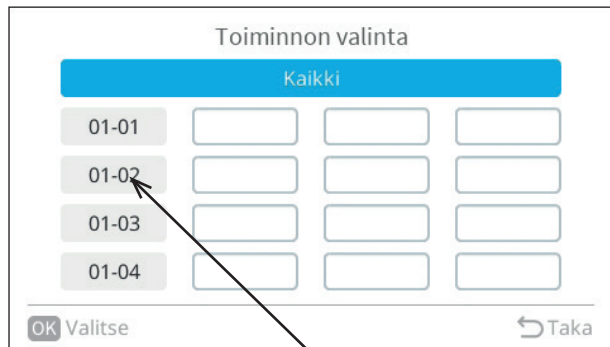 Toiminnon valinta
Kaikki
01-01
01-02
01-03
01-04
OK Valitse
Taka